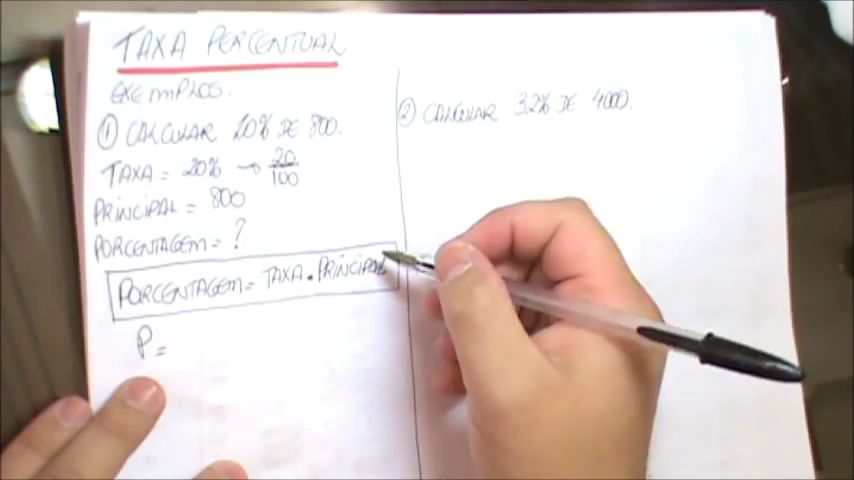 TAXA PERCENTUAL
EXEMPLOS.
① CALCULAR 20% DE 800.
TAXA = 20% → 20/100
PRINCIPAL = 800
PORCENTAGEM = ?
PORCENTAGEM = TAXA . PRINCIPAL
P =
② CALCULAR 32% DE 4000.